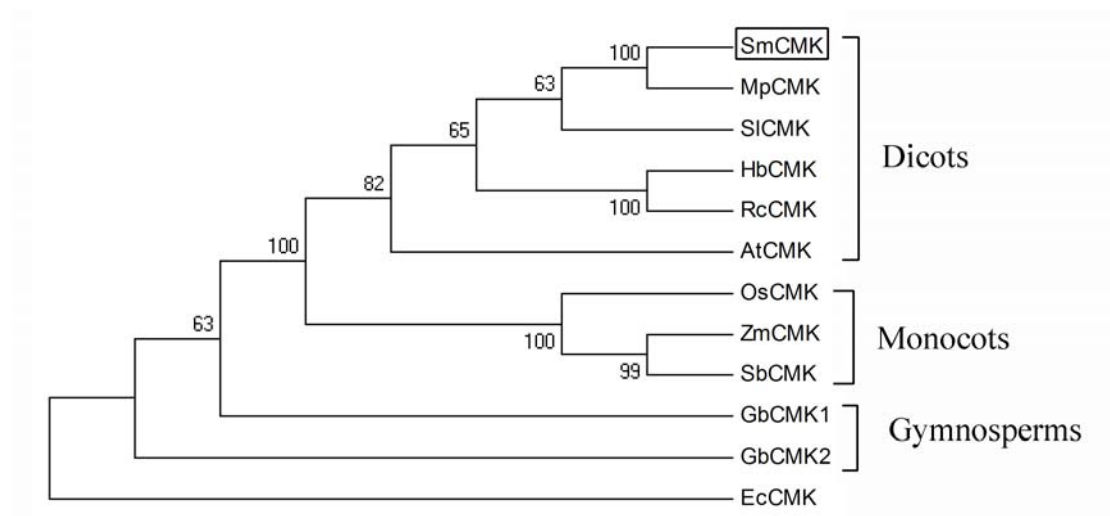 SmCMK
100
MpCMK
63
SlCMK
65
HbCMK
Dicots
82
100
RcCMK
AtCMK
100
OsCMK
63
100
ZmCMK
Monocots
99
SbCMK
GbCMK1
Gymnosperms
GbCMK2
EcCMK